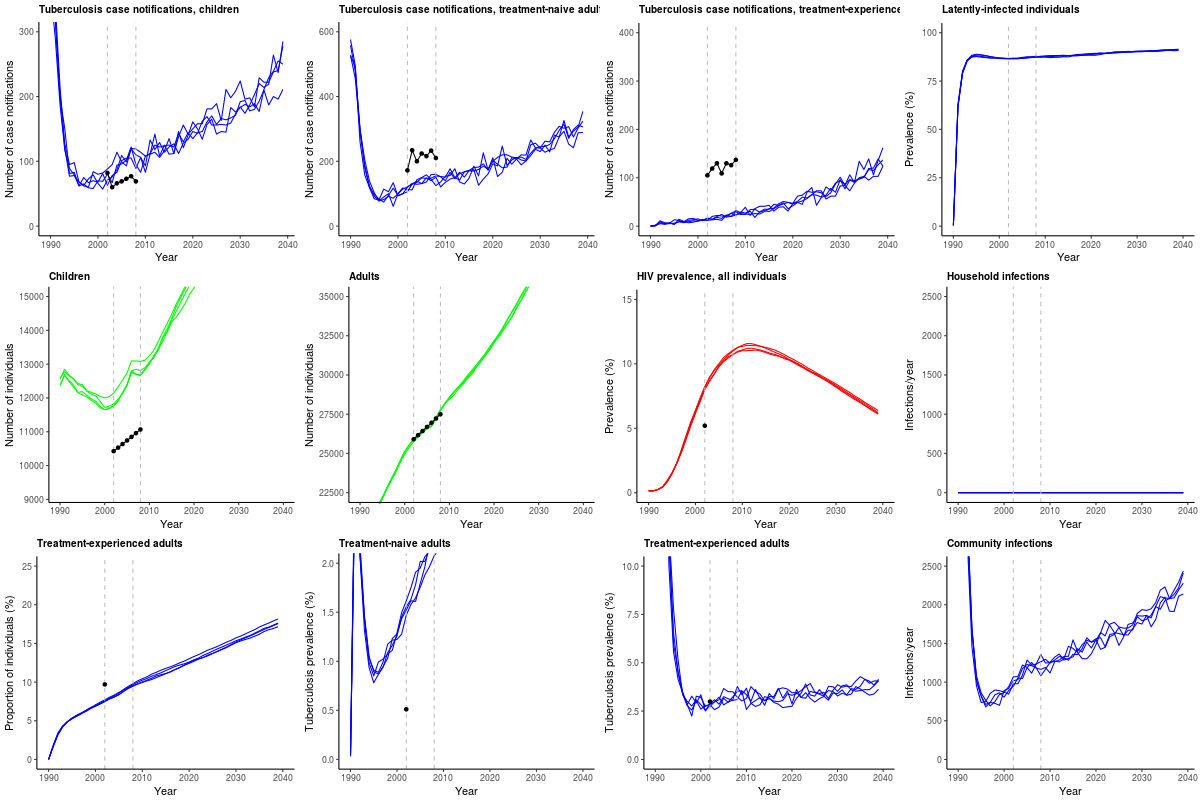 Tuberculosis case notifications, children
Number of case notifications
300
200
100
0
1990 2000 2010 2020 2030 2040
Year
Tuberculosis case notifications, treatment-naive adul
Number of case notifications
600
400
200
0
1990 2000 2010 2020 2030 2040
Year
Tuberculosis case notifications, treatment-experience
Number of case notifications
400
300
200
100
0
1990 2000 2010 2020 2030 2040
Year
Latently-infected individuals
Prevalence (%)
100
75
50
25
0
1990 2000 2010 2020 2030 2040
Year
Children
Number of individuals
15000
14000
13000
12000
11000
10000
9000
1990 2000 2010 2020 2030 2040
Year
Adults
Number of individuals
35000
32500
30000
27500
25000
22500
1990 2000 2010 2020 2030 2040
Year
HIV prevalence, all individuals
Prevalence (%)
15
10
5
0
1990 2000 2010 2020 2030 2040
Year
Household infections
Infections/year
2500
2000
1500
1000
500
0
1990 2000 2010 2020 2030 2040
Year
Treatment-experienced adults
Proportion of individuals (%)
25
20
15
10
5
0
1990 2000 2010 2020 2030 2040
Year
Treatment-naive adults
Tuberculosis prevalence (%)
2.0
1.5
1.0
0.5
0.0
1990 2000 2010 2020 2030 2040
Year
Treatment-experienced adults
Tuberculosis prevalence (%)
10.0
7.5
5.0
2.5
0.0
1990 2000 2010 2020 2030 2040
Year
Community infections
Infections/year
2500
2000
1500
1000
500
0
1990 2000 2010 2020 2030 2040
Year